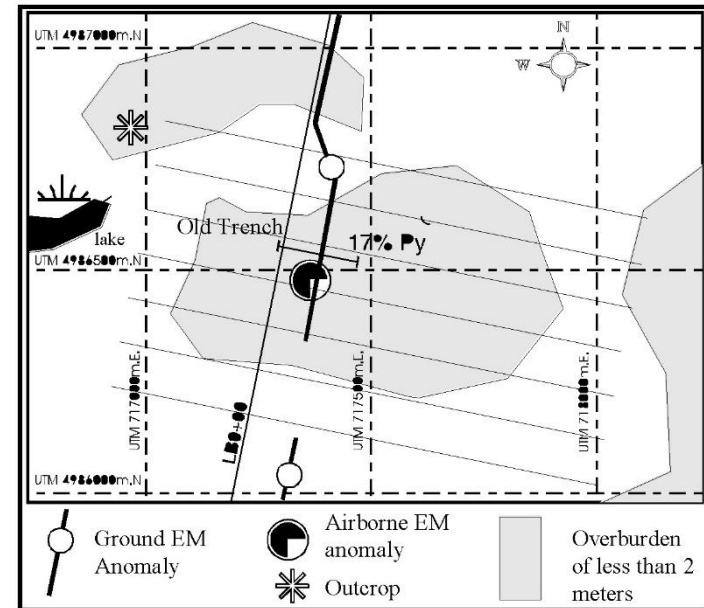 UTM 4987000m.N
N
W
lake
Old Trench
17% Py
UTM 4986500m.N
UTM 717000m.E.
LB0+00
UTM 717500m.E.
UTM 718000m.E.
UTM 4986000m.N
Ground EM
Anomaly
Airborne EM
anomaly
Outcrop
Overburden
of less than 2
meters